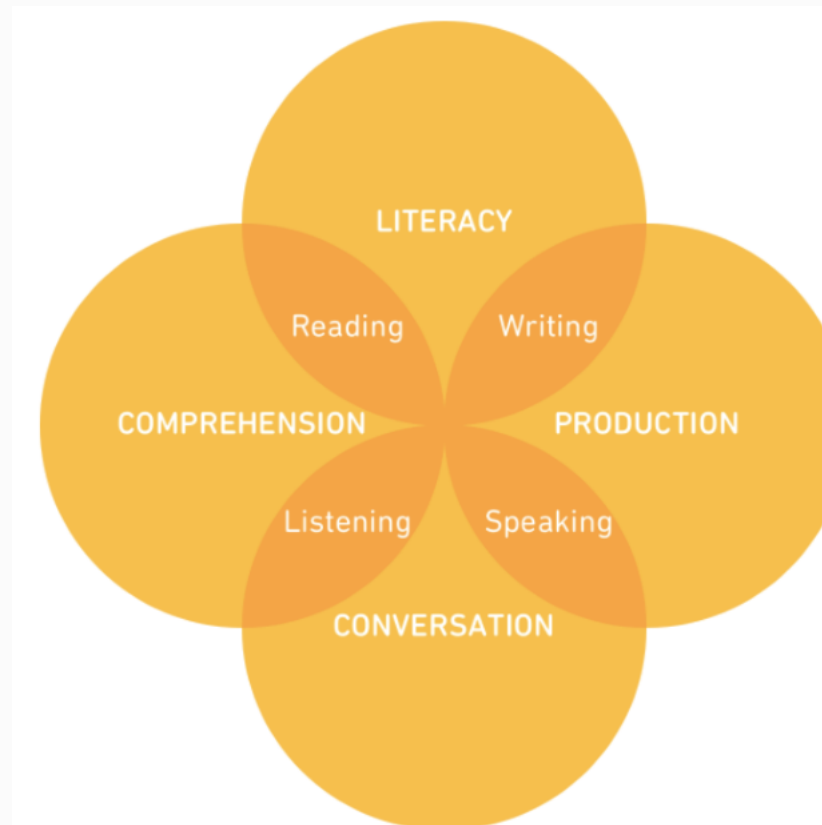 LITERACY
Reading Writing
COMPREHENSION PRODUCTION
Listening Speaking
CONVERSATION